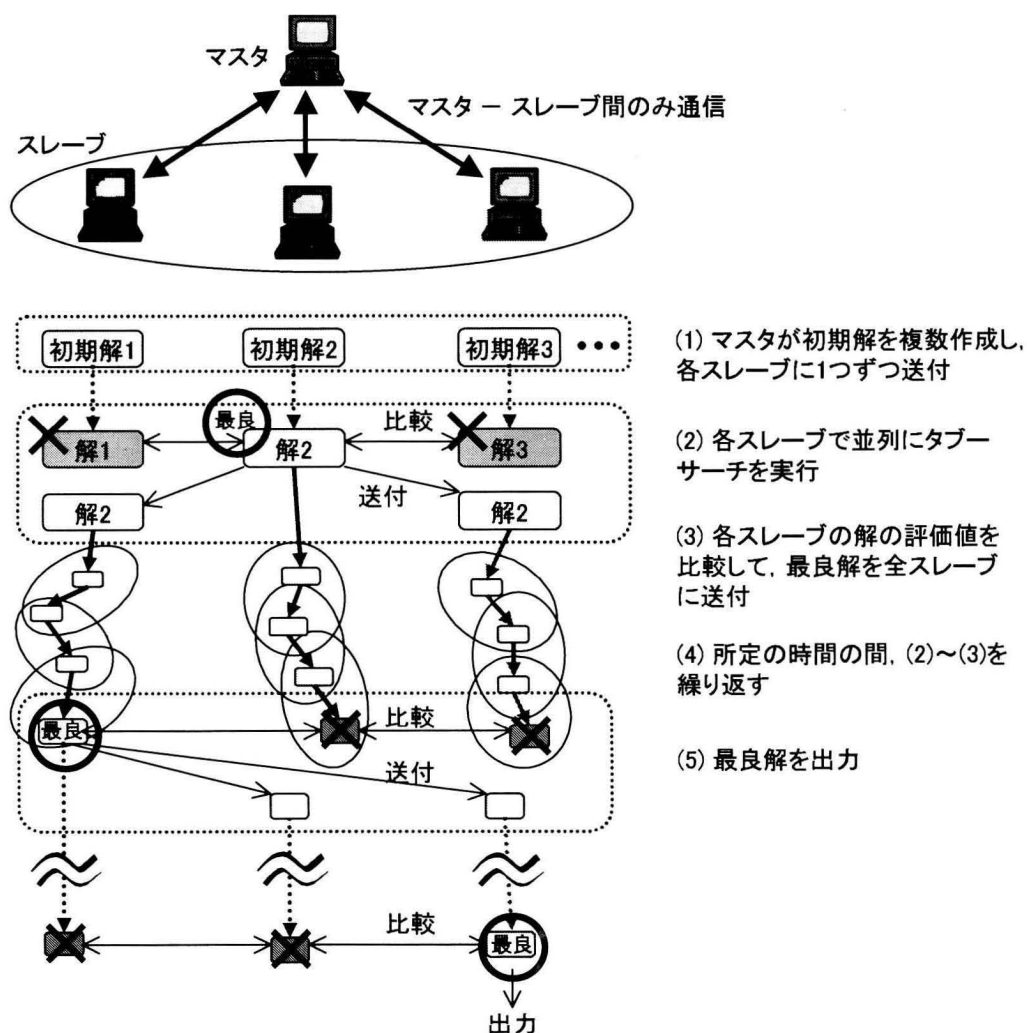 マスタ
マスタ － スレーブ間のみ通信
スレーブ
初期解1
初期解2
初期解3
•••
(1) マスタが初期解を複数作成し,
各スレーブに1つずつ送付
最良
比較
解1
解2
解3
(2) 各スレーブで並列にタブー
サーチを実行
送付
解2
解2
(3) 各スレーブの解の評価値を
比較して, 最良解を全スレーブ
に送付
(4) 所定の時間の間, (2)～(3)を
繰り返す
比較
最良
送付
(5) 最良解を出力
比較
最良
出力